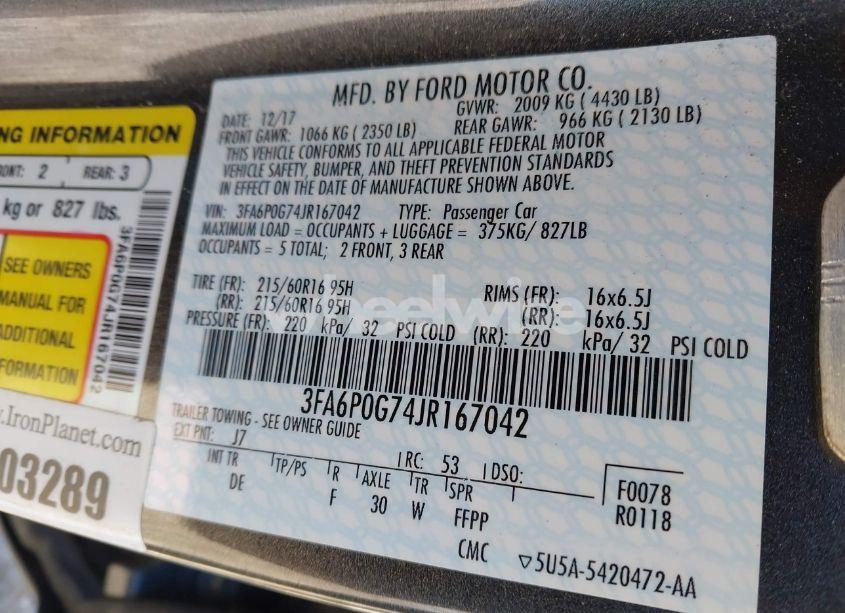 MFD. BY FORD MOTOR CO.
DATE: 12/17 GVWR: 2009 KG ( 4430 LB)
FRONT GAWR: 1066 KG ( 2350 LB) REAR GAWR: 966 KG ( 2130 LB)
THIS VEHICLE CONFORMS TO ALL APPLICABLE FEDERAL MOTOR
VEHICLE SAFETY, BUMPER, AND THEFT PREVENTION STANDARDS
IN EFFECT ON THE DATE OF MANUFACTURE SHOWN ABOVE.
VIN: 3FA6P0G74JR167042 TYPE: Passenger Car
MAXIMUM LOAD = OCCUPANTS + LUGGAGE = 375KG/ 827LB
OCCUPANTS = 5 TOTAL; 2 FRONT, 3 REAR
TIRE (FR): 215/60R16 95H RIMS (FR): 16x6.5J
(RR): 215/60R16 95H (RR): 16x6.5J
PRESSURE (FR): 220 kPa/ 32 PSI COLD (RR): 220 kPa/ 32 PSI COLD
3FA6P0G74JR167042
TRAILER TOWING - SEE OWNER GUIDE
EXT PNT: J7 RC: 53 DSO:
INT TR TP/PS R AXLE TR SPR
DE F 30 W FFPP
F0078
R0118
CMC ▽5U5A-5420472-AA
NG INFORMATION
ONT: 2 REAR: 3
kg or 827 lbs.
SEE OWNERS
MANUAL FOR
ADDITIONAL
FORMATION
3FA6P0G74JR167042
.IronPlanet.com
03289
wheelwire